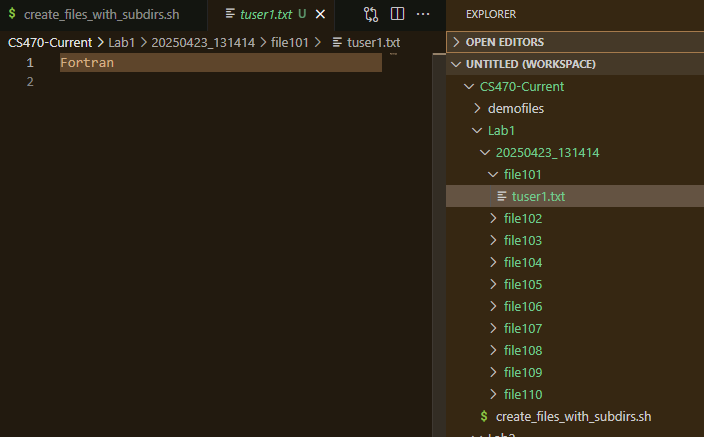 $ create_files_with_subdirs.sh
tuser1.txt U
CS470-Current > Lab1 > 20250423_131414 > file101 > tuser1.txt
1 Fortran
2
EXPLORER
OPEN EDITORS
UNTITLED (WORKSPACE)
CS470-Current
demofiles
Lab1
20250423_131414
file101
tuser1.txt
file102
file103
file104
file105
file106
file107
file108
file109
file110
$ create_files_with_subdirs.sh